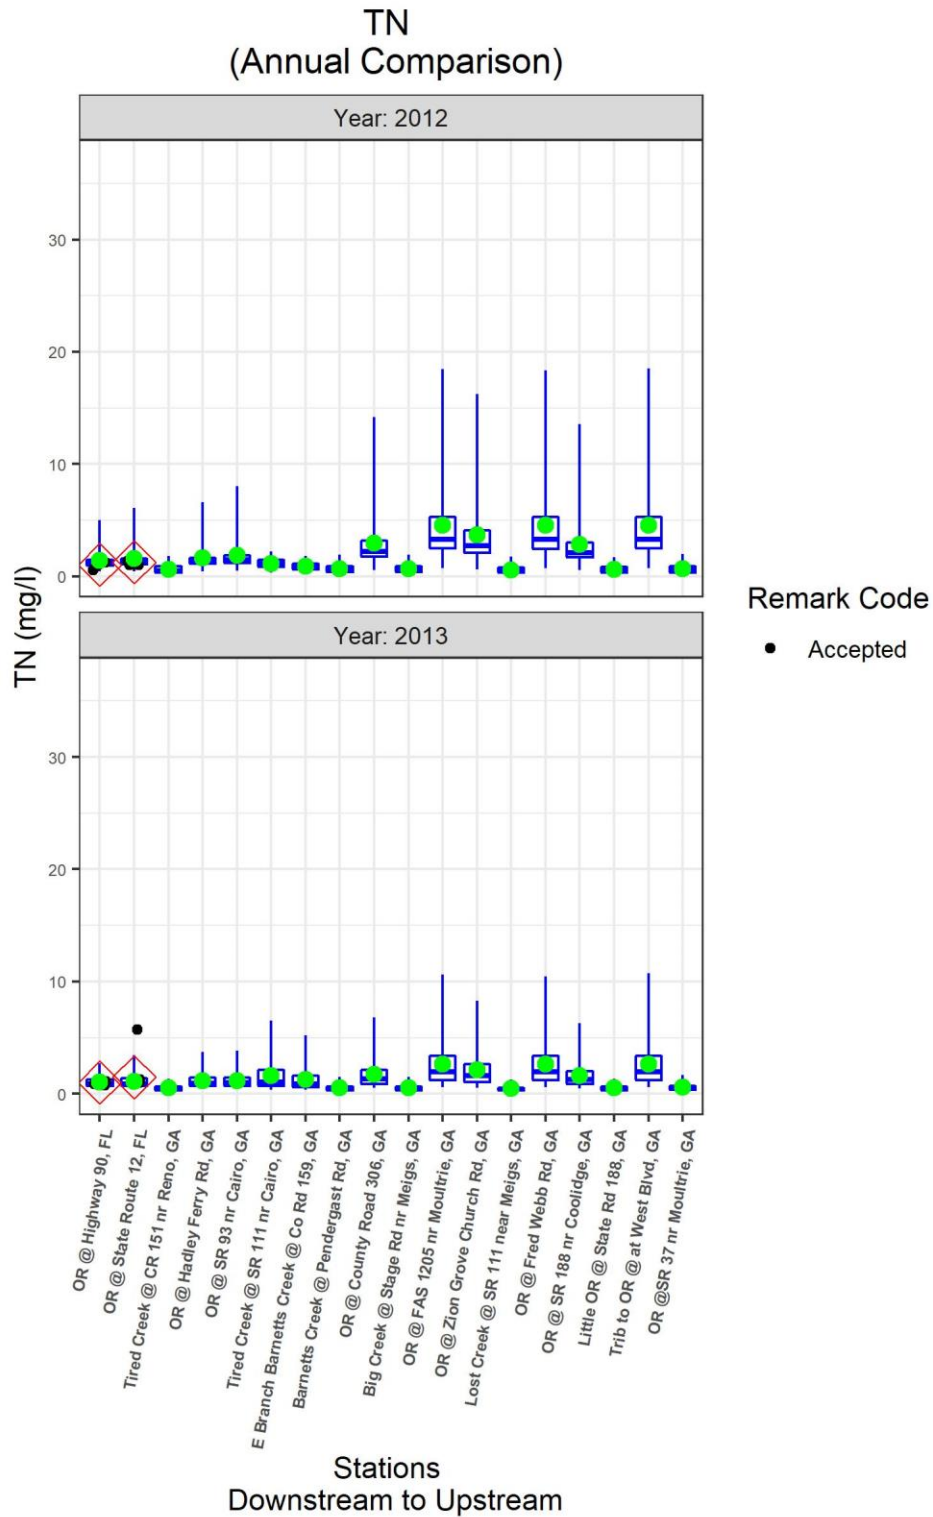 TN
(Annual Comparison)
Year: 2012
30
20
10
0
Year: 2013
30
20
10
0
TN (mg/l)
Remark Code
Accepted
OR @ Highway 90, FL
OR @ State Route 12, FL
Tired Creek @ CR 151 nr Reno, GA
OR @ Hadley Ferry Rd, GA
OR @ SR 93 nr Cairo, GA
Tired Creek @ SR 111 nr Cairo, GA
E Branch Barnetts Creek @ Co Rd 159, GA
Barnetts Creek @ Pendergast Rd, GA
OR @ County Road 306, GA
Big Creek @ Stage Rd nr Meigs, GA
OR @ FAS 1205 nr Moultrie, GA
OR @ Zion Grove Church Rd, GA
Lost Creek @ SR 111 near Meigs, GA
OR @ Fred Webb Rd, GA
OR @ SR 188 nr Coolidge, GA
Little OR @ State Rd 188, GA
Trib to OR @ at West Blvd, GA
OR @SR 37 nr Moultrie, GA
Stations
Downstream to Upstream